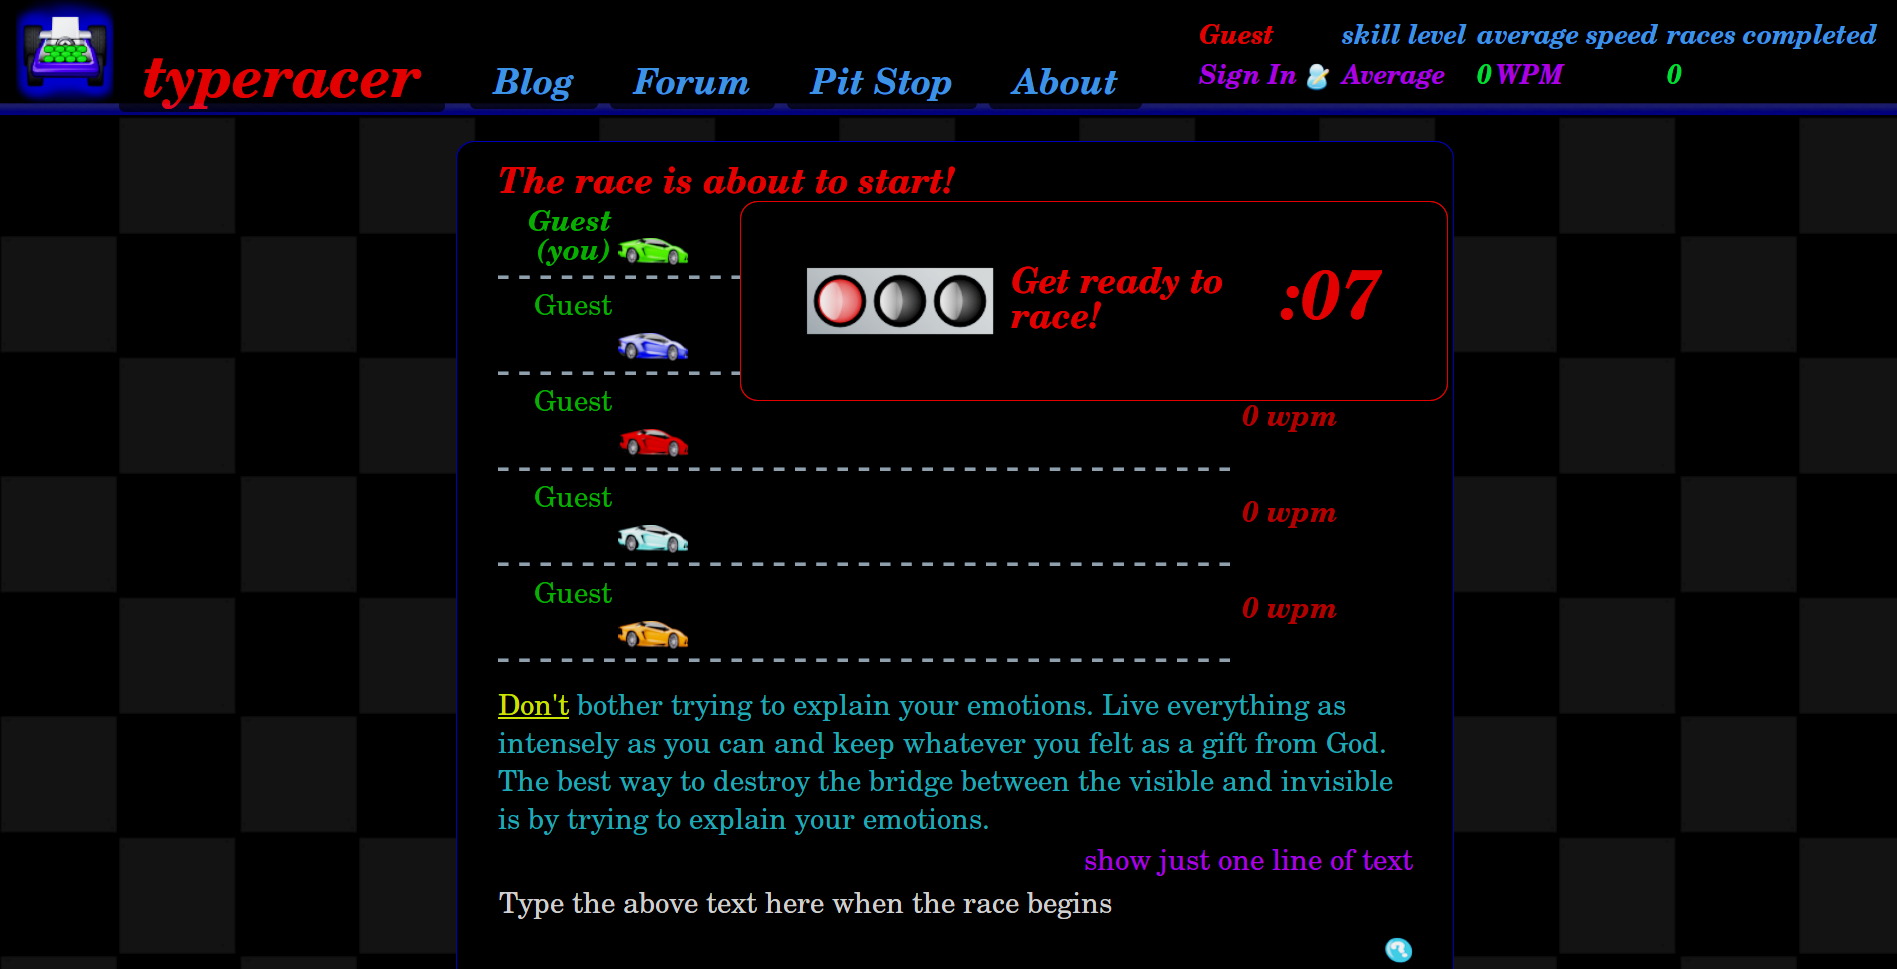 typeracer
Blog
Forum
Pit Stop
About
Guest
skill level
average speed
races completed
Sign In
Average
0 WPM
0
The race is about to start!
Guest
(you)
Get ready to
race!
:07
Guest
Guest
0 wpm
Guest
0 wpm
Guest
0 wpm
Don't bother trying to explain your emotions. Live everything as
intensely as you can and keep whatever you felt as a gift from God.
The best way to destroy the bridge between the visible and invisible
is by trying to explain your emotions.
show just one line of text
Type the above text here when the race begins
?